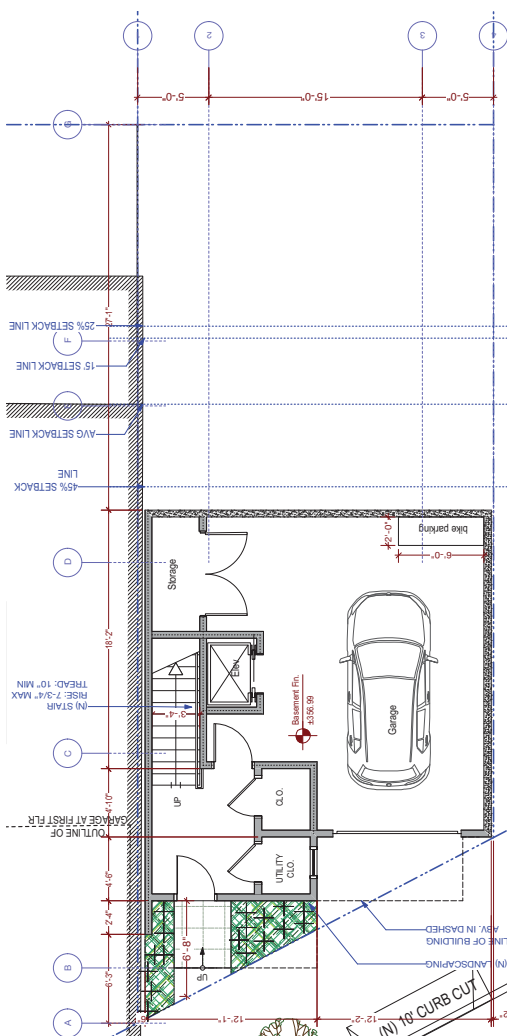 2
3
4
5'-0"
15'-0"
5'-0"
G
25% SETBACK LINE
27'-1"
F
15' SETBACK LINE
AVG SETBACK LINE
45% SETBACK
LINE
D
Storage
2'-0"
bike parking
6'-0"
18'-2"
Elev.
(N) STAIR
RISE: 7-3/4" MAX
TREAD: 10" MIN
3'-4"
Basement Fin.
±356.99
Garage
C
UP
CLO.
4'-10"
OUTLINE OF
GARAGE AT FIRST FLR
UTILITY
CLO.
4'-6"
2'-4"
6'-8"
UP
LINE OF BUILDING
ABV. IN DASHED
B
(N) LANDSCAPING
6'-3"
(N) 10' CURB CUT
A
12'-1"
12'-2"